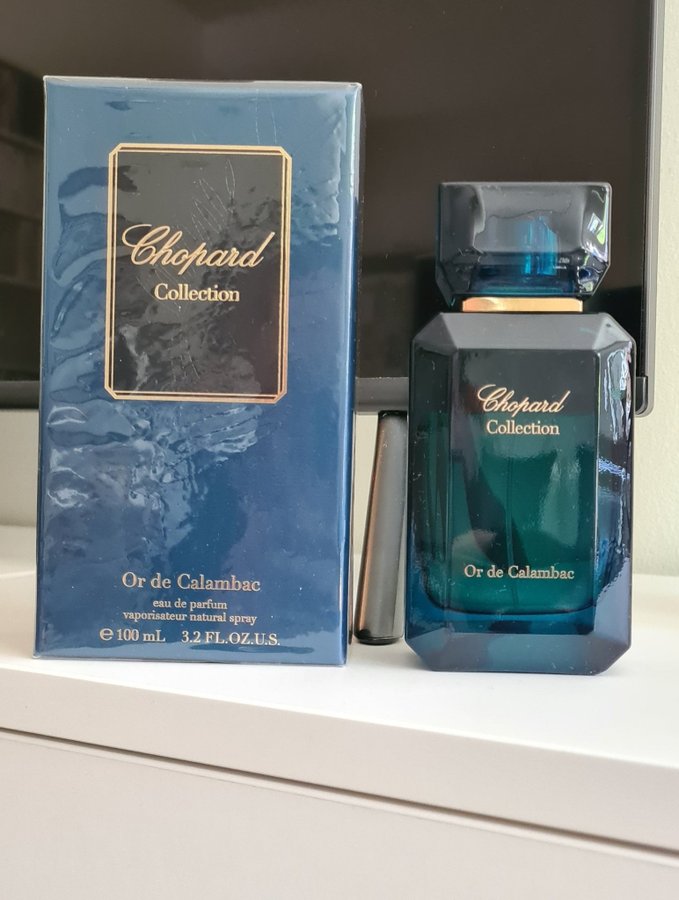 Chopard
Collection
Or de Calambac
eau de parfum
vaporisateur natural spray
℮ 100 mL 3.2 FL.OZ.U.S.
Chopard
Collection
Or de Calambac